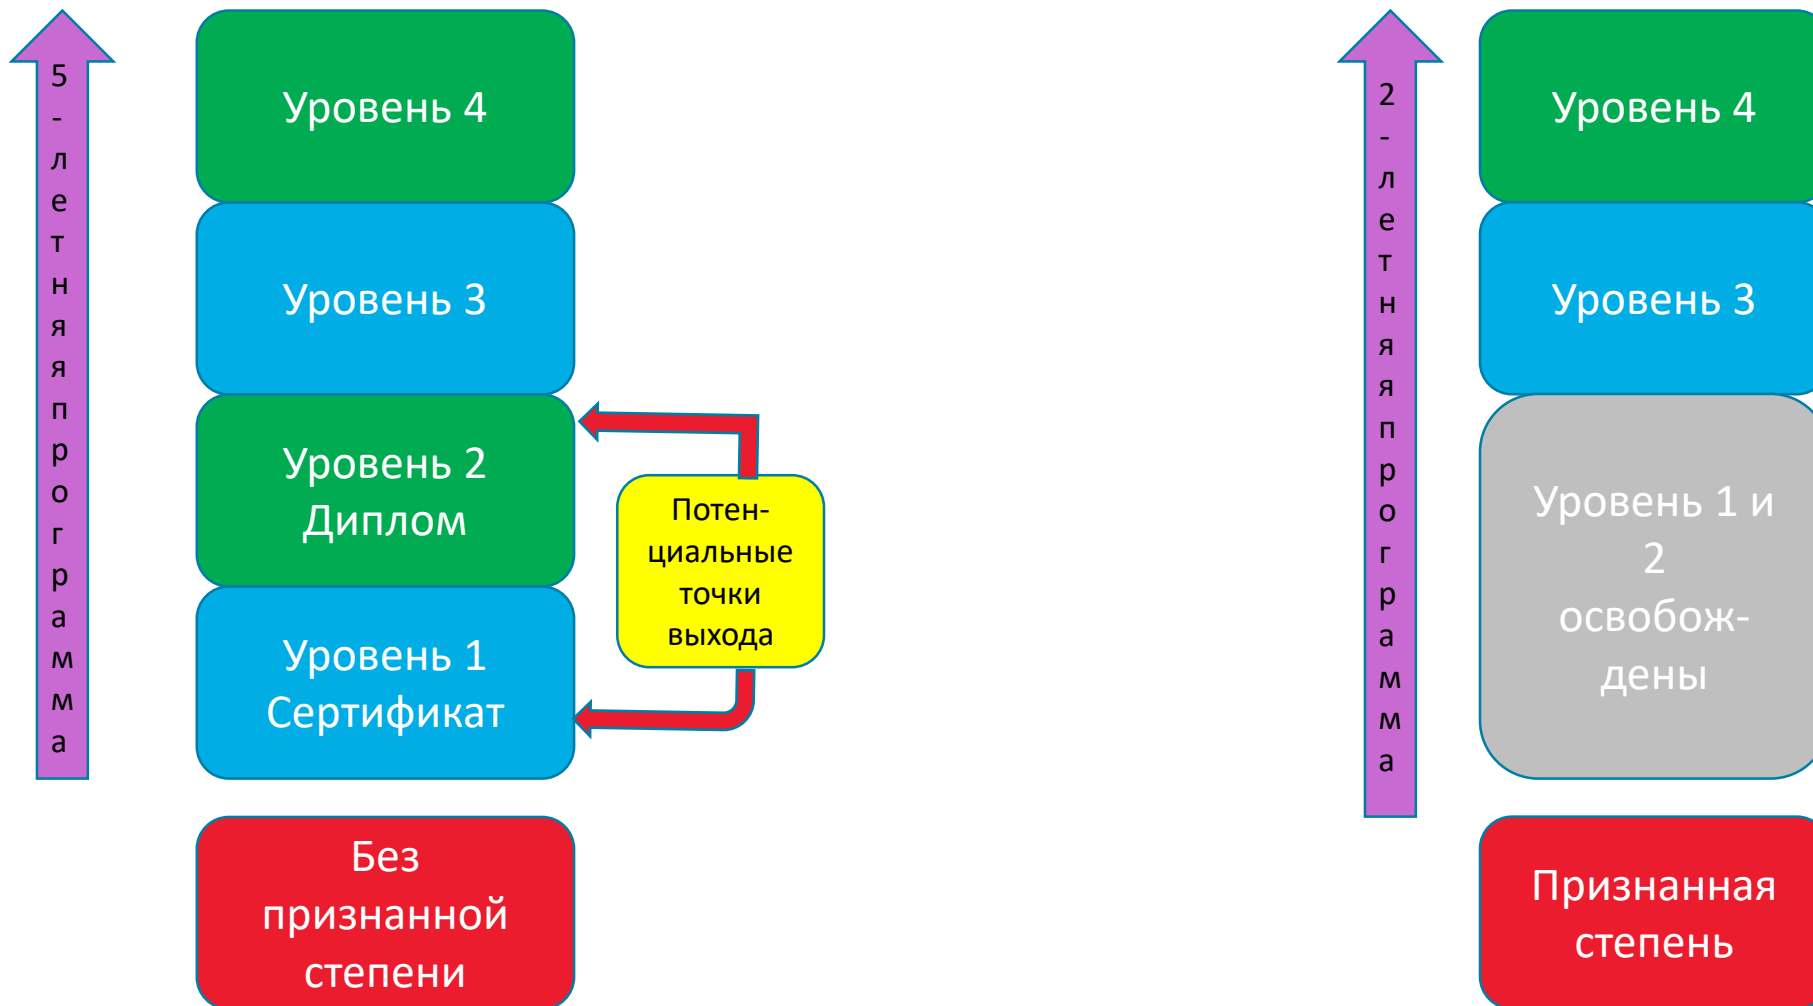 5-летняя программа
Уровень 4
Уровень 3
Уровень 2
Диплом
Уровень 1
Сертификат
Без
признанной
степени
Потен-
циальные
точки
выхода
2-летняя программа
Уровень 4
Уровень 3
Уровень 1 и
2
освобож-
дены
Признанная
степень